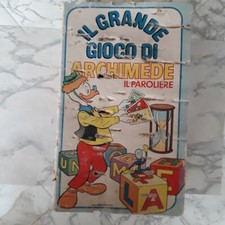 IL GRANDE
GIOCO DI
ARCHIMEDE
IL PAROLIERE
U
N
M
E
F
L
A